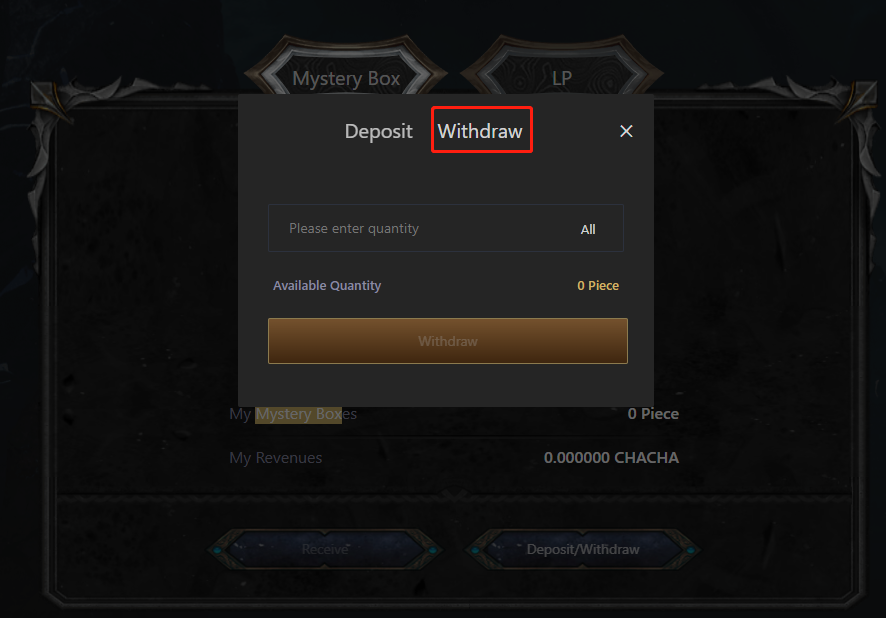 Mystery Box LP
Deposit Withdraw ×
Please enter quantity All
Available Quantity 0 Piece
Withdraw
My Mystery Boxes 0 Piece
My Revenues 0.000000 CHACHA
Receive Deposit/Withdraw